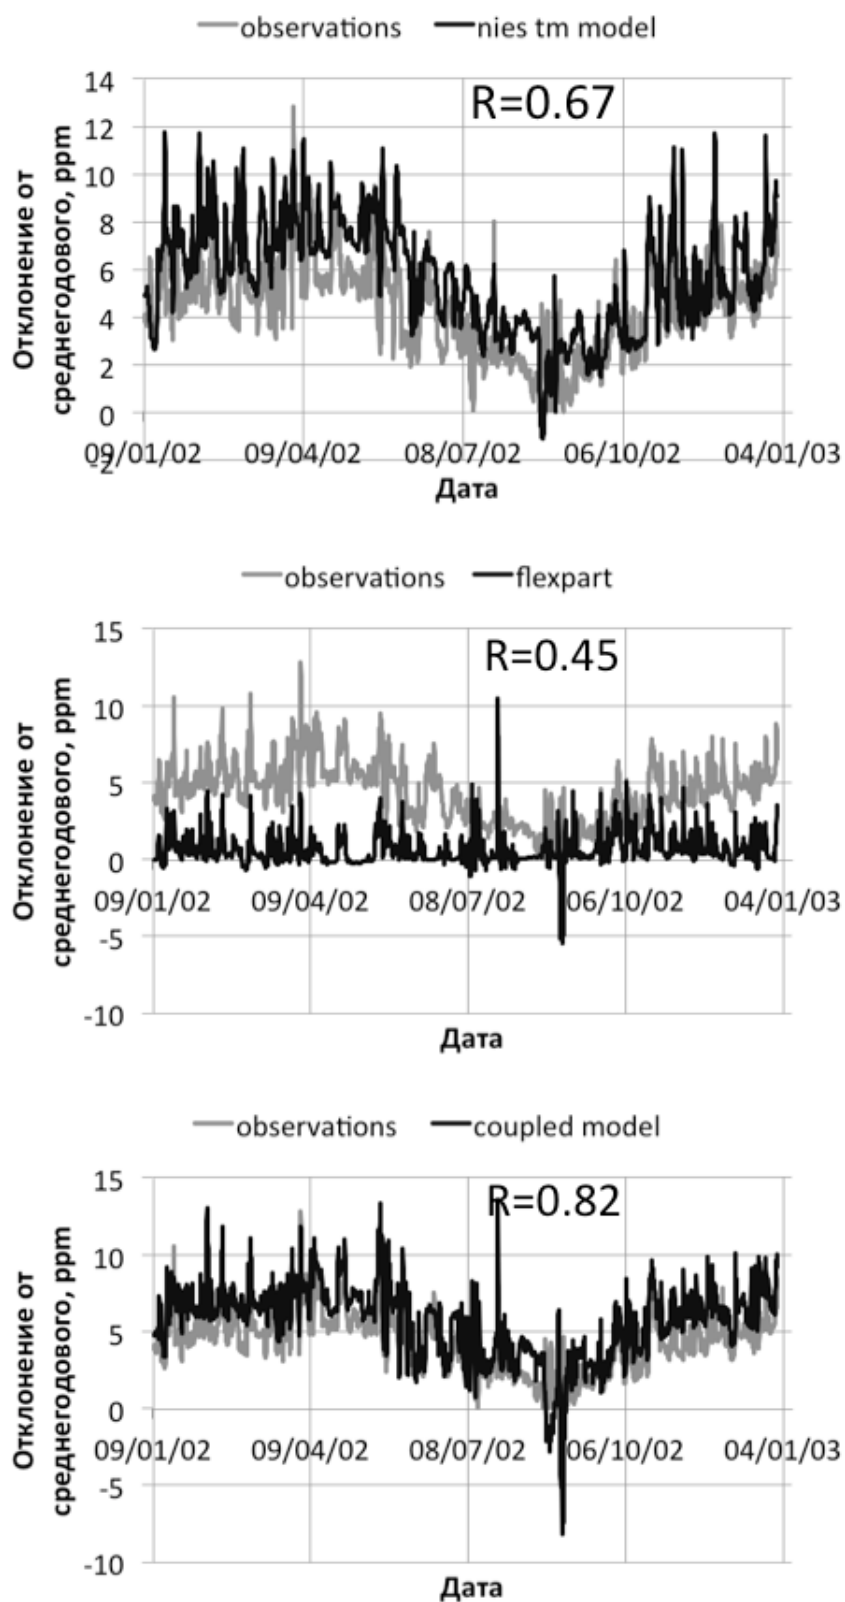 observations nies tm model
Отклонение от
среднегодового, ppm
R=0.67
14
12
10
8
6
4
2
0
-2
09/01/02 09/04/02 08/07/02 06/10/02 04/01/03
Дата
observations flexpart
Отклонение от
среднегодового, ppm
R=0.45
15
10
5
0
-5
-10
09/01/02 09/04/02 08/07/02 06/10/02 04/01/03
Дата
observations coupled model
Отклонение от
среднегодового, ppm
R=0.82
15
10
5
0
-5
-10
09/01/02 09/04/02 08/07/02 06/10/02 04/01/03
Дата